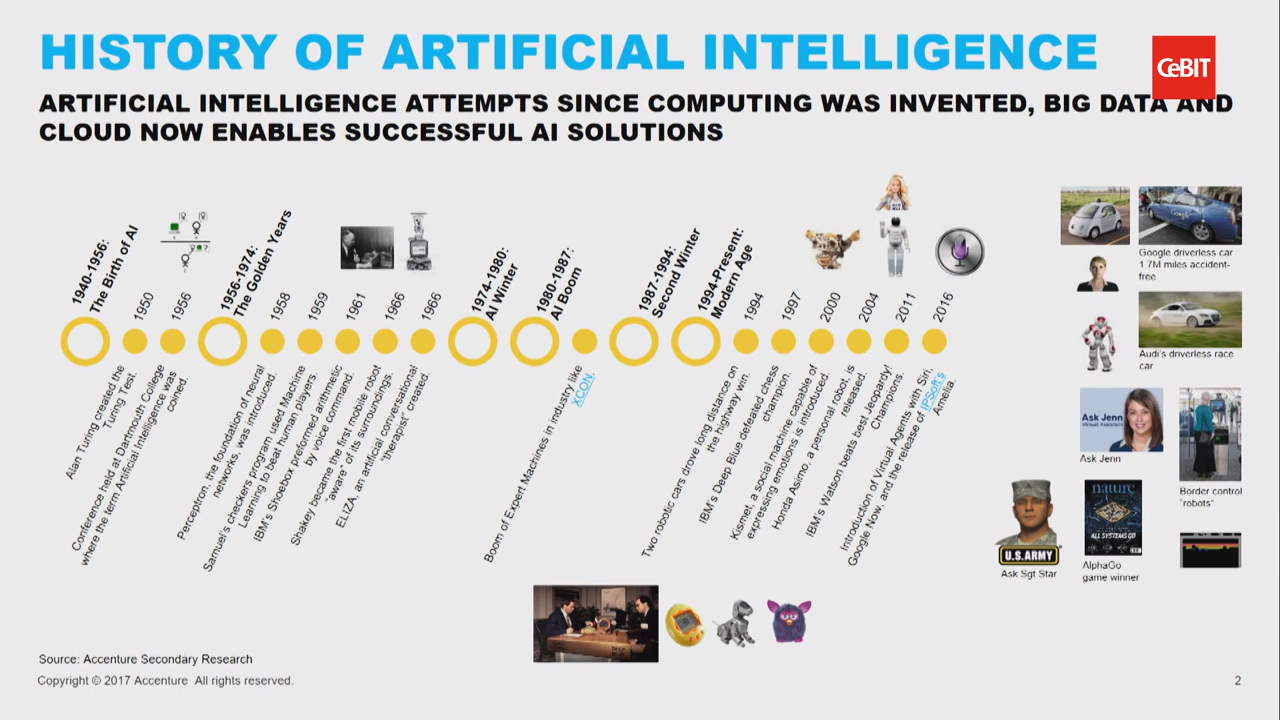 HISTORY OF ARTIFICIAL INTELLIGENCE
CeBIT
ARTIFICIAL INTELLIGENCE ATTEMPTS SINCE COMPUTING WAS INVENTED, BIG DATA AND
CLOUD NOW ENABLES SUCCESSFUL AI SOLUTIONS
1940-1956:
The Birth of AI
1950
Alan Turing created the
Turing Test.
1956
Conference held at Dartmouth College
where the term Artificial Intelligence was
coined.
1956-1974:
The Golden Years
1958
Perceptron, the foundation of neural
networks, was introduced.
1959
Samuel's checkers program used Machine
Learning to beat human players.
1961
IBM's Shoebox preformed arithmetic
by voice command.
1966
Shakey became the first mobile robot
"aware" of its surroundings.
1966
ELIZA, an artificial conversational
"therapist" created.
1974-1980:
AI Winter
1980-1987:
AI Boom
Boom of Expert Machines in industry like
XCON.
1987-1994:
Second Winter
1994-Present:
Modern Age
1994
Two robotic cars drove long distance on
the highway win.
1997
IBM's Deep Blue defeated chess
champion.
2000
Kismet, a social machine capable of
expressing emotions is introduced.
2004
Honda Asimo, a personal robot, is
released.
2011
IBM's Watson beats best Jeopardy!
Champions.
2016
Introduction of Virtual Agents with Siri,
Google Now, and the release of IPSoft's
Amelia.
Google driverless car
1.7M miles accident-
free
Audi's driverless race
car
Ask Jenn
Virtual Assistant
Ask Jenn
Border control
"robots"
U.S.ARMY
Ask Sgt Star
nature
ALL SYSTEMS GO
AlphaGo
game winner
Source: Accenture Secondary Research
Copyright © 2017 Accenture All rights reserved.
2